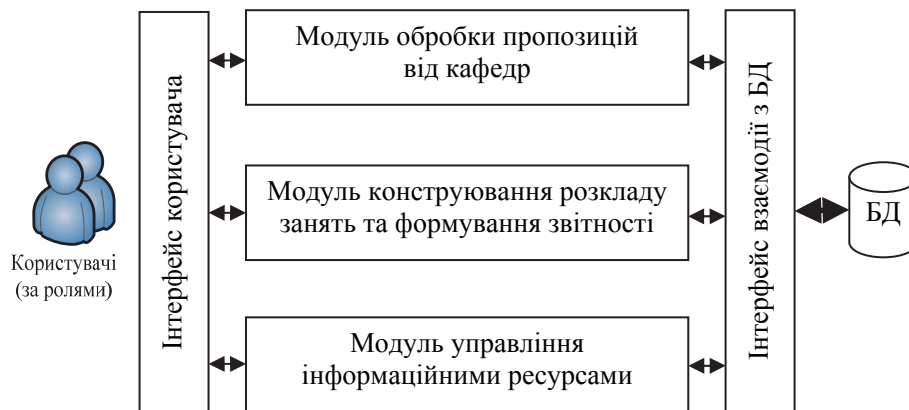 Користувачі
(за ролями)
Інтерфейс користувача
Модуль обробки пропозицій
від кафедр
Модуль конструювання розкладу
занять та формування звітності
Модуль управління
інформаційними ресурсами
Інтерфейс взаємодії з БД
БД